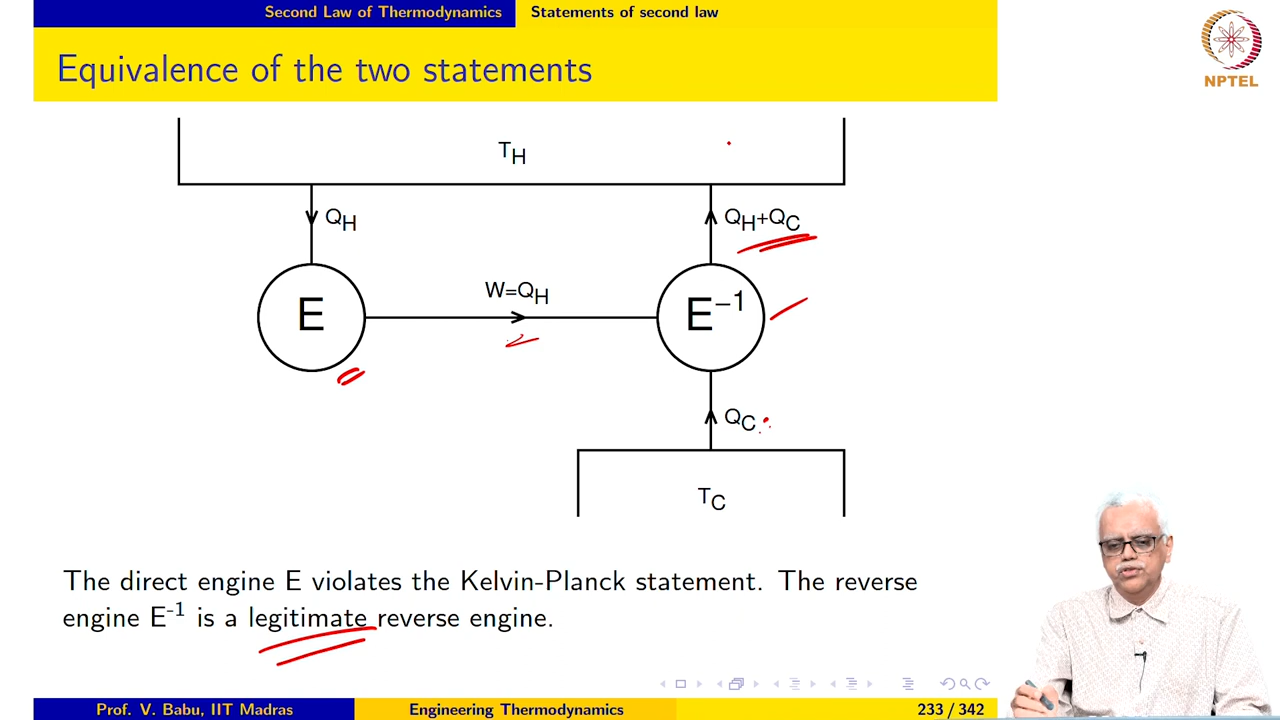 Second Law of Thermodynamics Statements of second law
Equivalence of the two statements
NPTEL
T_H
Q_H
Q_H+Q_C
W=Q_H
E
E⁻¹
Q_C
T_C
The direct engine E violates the Kelvin-Planck statement. The reverse
engine E⁻¹ is a legitimate reverse engine.
Prof. V. Babu, IIT Madras Engineering Thermodynamics 233 / 342